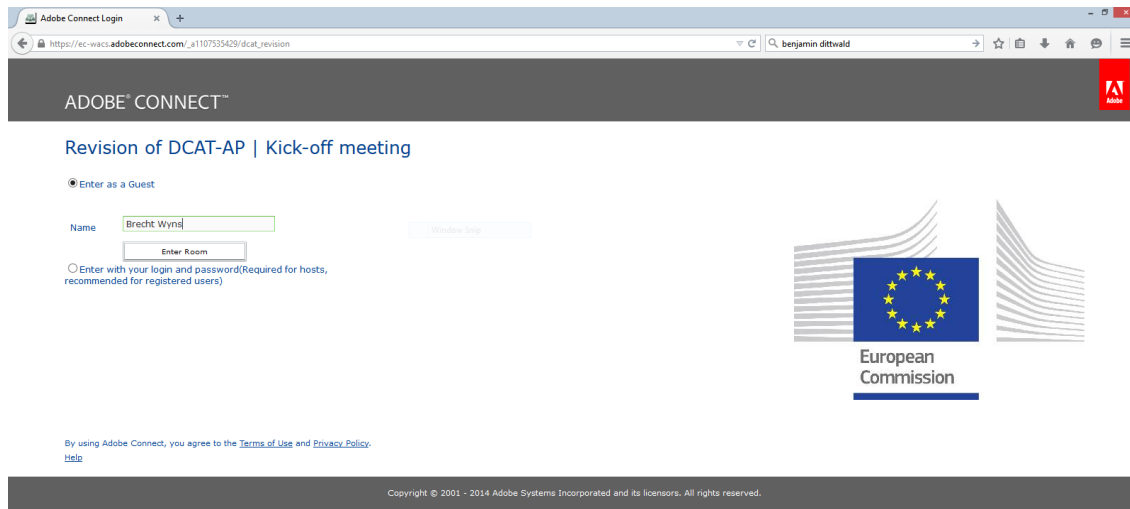 Adobe Connect Login
https://ec-wacs.adobeconnect.com/_a1107535429/dcat_revision
benjamin dittwald
ADOBE® CONNECT™
Adobe
Revision of DCAT-AP | Kick-off meeting
Enter as a Guest
Name
Brecht Wyns
Window Snip
Enter Room
Enter with your login and password(Required for hosts,
recommended for registered users)
European
Commission
By using Adobe Connect, you agree to the Terms of Use and Privacy Policy.
Help
Copyright © 2001 - 2014 Adobe Systems Incorporated and its licensors. All rights reserved.